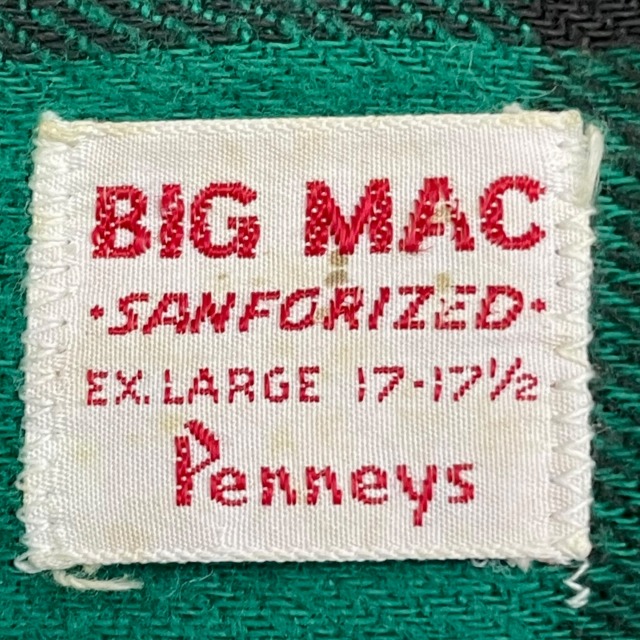 BIG MAC
·SANFORIZED·
EX. LARGE 17-17½
Penneys